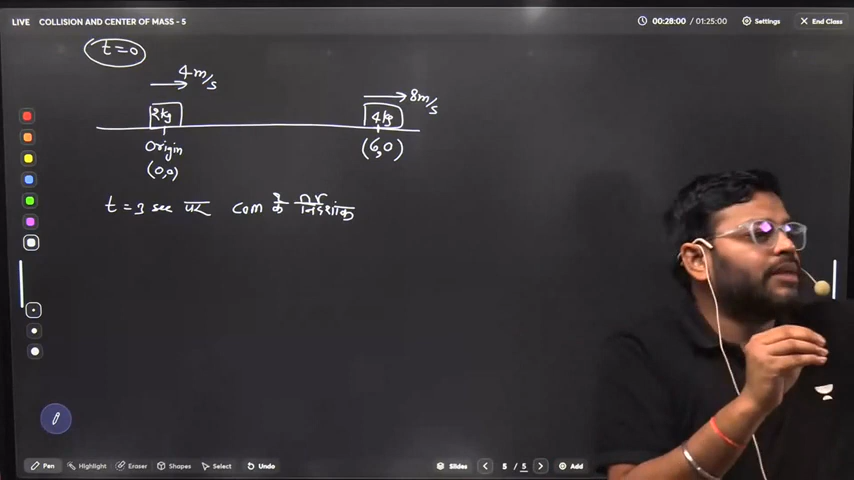 LIVE COLLISION AND CENTER OF MASS - 5
00:28:00 / 01:25:00
Settings
End Class
t=0
4m/s
8m/s
2kg
4kg
Origin
(6,0)
(0,0)
t=3 sec पर com के निर्देशांक
Pen
Highlight
Eraser
Shapes
Select
Undo
Slides
5 / 5
Add